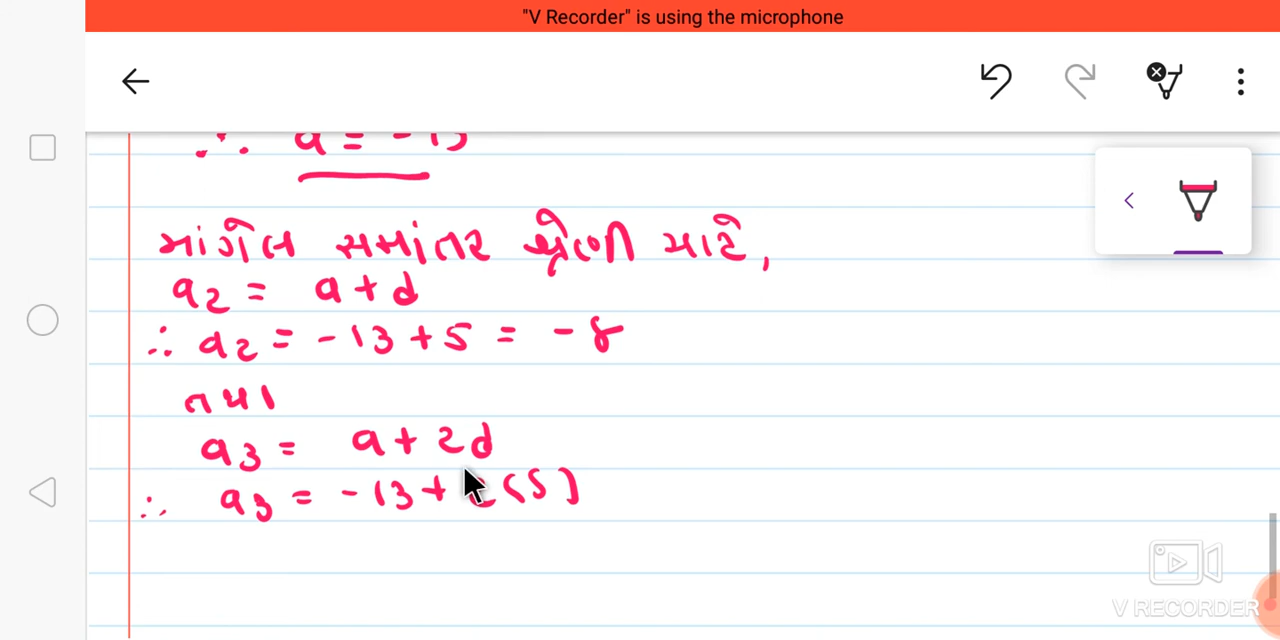 "V Recorder" is using the microphone
∴ a = -13
માંગેલ સમાંતર શ્રેણી માટે,
a2 = a + d
∴ a2 = -13 + 5 = -8
તથા
a3 = a + 2d
∴ a3 = -13 + 2(5)
V RECORDER